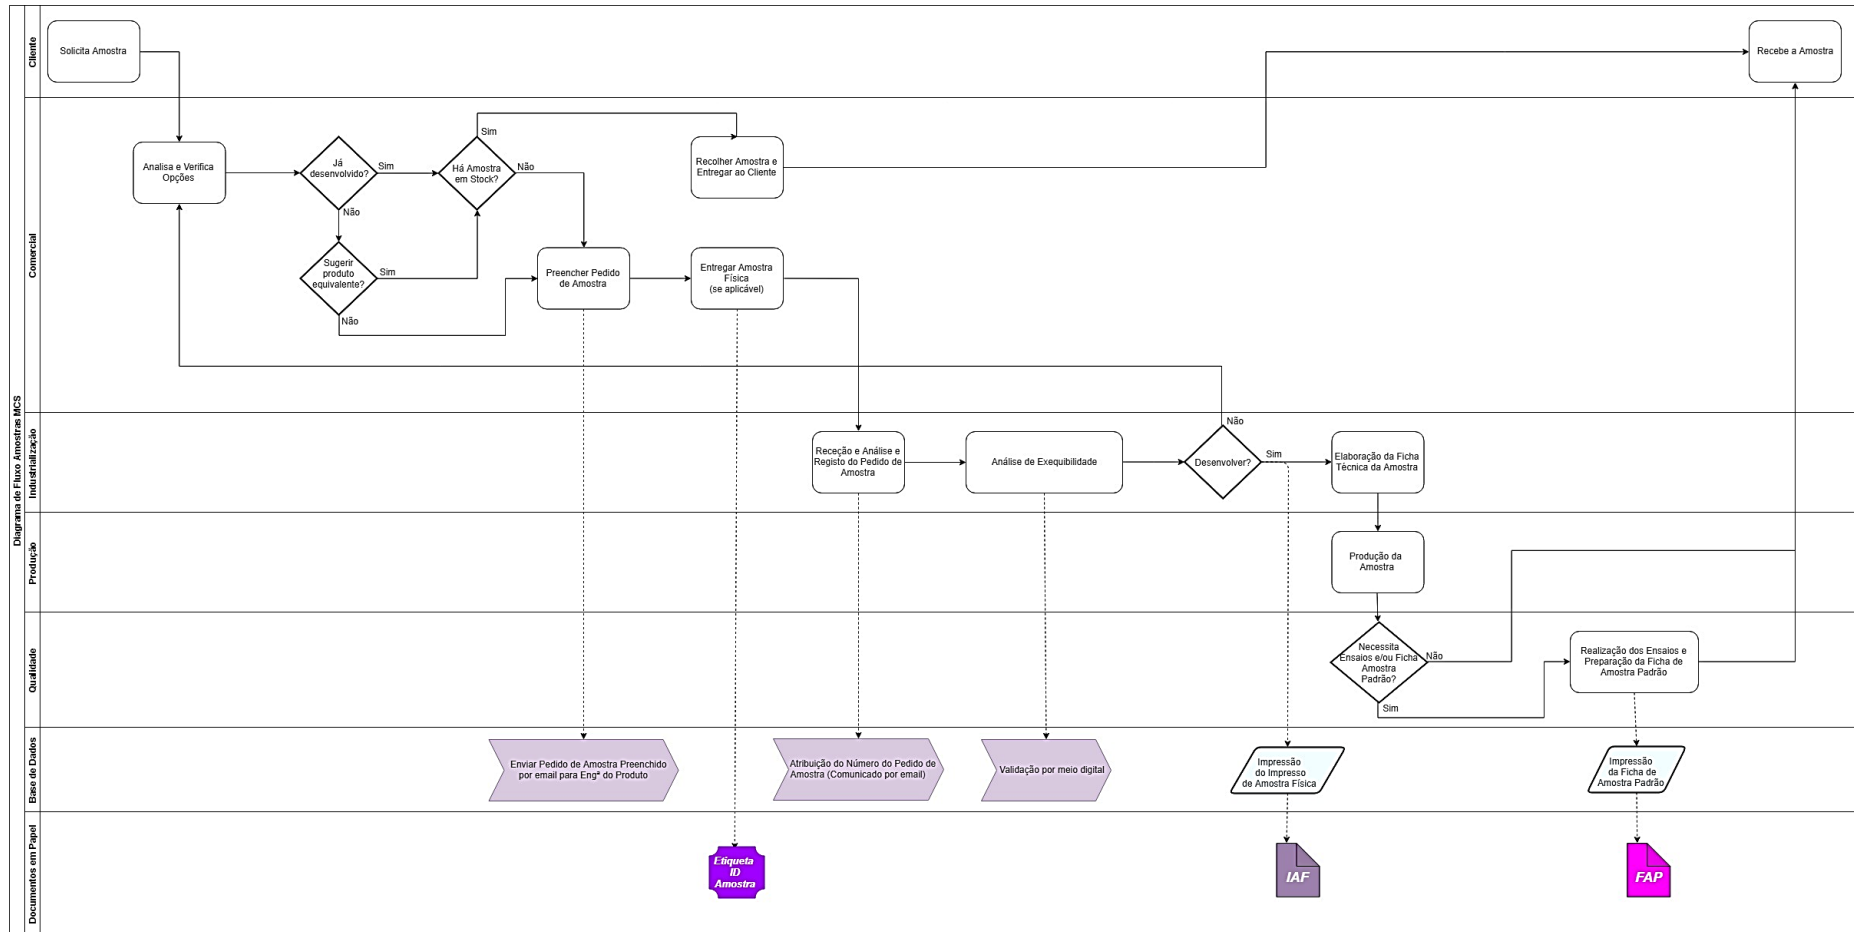 Diagrama de Fluxo Amostras MCS
Cliente
Solicita Amostra
Recebe a Amostra
Comercial
Analisa e Verifica
Opções
Já
desenvolvido?
Sim
Não
Há Amostra
em Stock?
Sim
Não
Recolher Amostra e
Entregar ao Cliente
Sugerir
produto
equivalente?
Sim
Não
Preencher Pedido
de Amostra
Entregar Amostra
Física
(se aplicável)
Industrialização
Receção e Análise e
Registo do Pedido de
Amostra
Análise de Exequibilidade
Desenvolver?
Não
Sim
Elaboração da Ficha
Técnica da Amostra
Produção
Produção da
Amostra
Qualidade
Necessita
Ensaios e/ou Ficha
Amostra
Padrão?
Não
Sim
Realização dos Ensaios e
Preparação da Ficha de
Amostra Padrão
Base de Dados
Enviar Pedido de Amostra Preenchido
por email para Engª do Produto
Atribuição do Número do Pedido de
Amostra (Comunicado por email)
Validação por meio digital
Impressão
do Impresso
de Amostra Física
Impressão
da Ficha de
Amostra Padrão
Documentos em Papel
Etiqueta
ID
Amostra
IAF
FAP